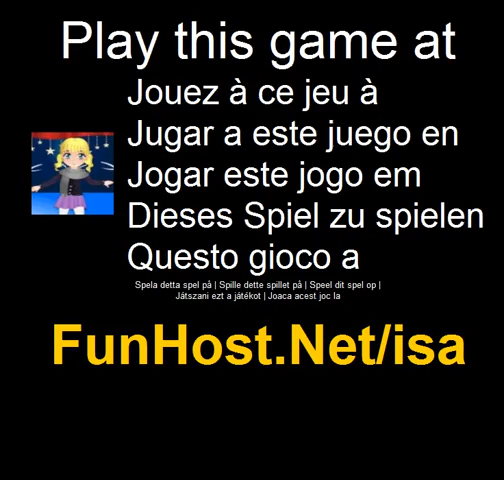 Play this game at
Jouez à ce jeu à
Jugar a este juego en
Jogar este jogo em
Dieses Spiel zu spielen
Questo gioco a
Spela detta spel på | Spille dette spillet på | Speel dit spel op |
Játszani ezt a játékot | Joaca acest joc la
FunHost.Net/isa